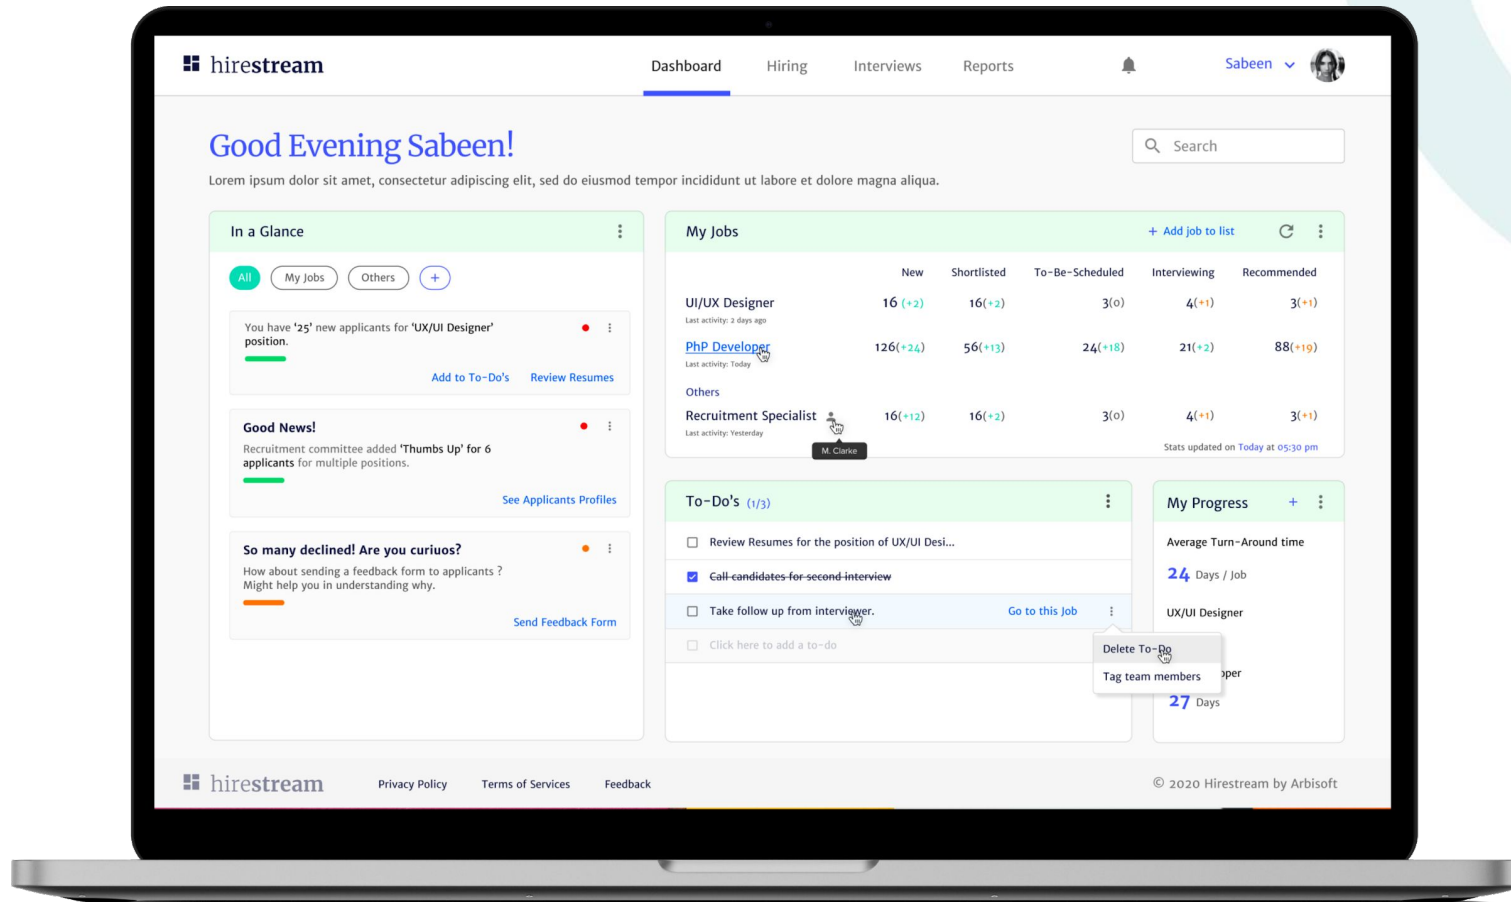 hirestream
Dashboard Hiring Interviews Reports
Sabeen
Good Evening Sabeen!
Search
Lorem ipsum dolor sit amet, consectetur adipiscing elit, sed do eiusmod tempor incididunt ut labore et dolore magna aliqua.
In a Glance
All My Jobs Others +
You have '25' new applicants for 'UX/UI Designer'
position.
Add to To-Do's Review Resumes
Good News!
Recruitment committee added 'Thumbs Up' for 6
applicants for multiple positions.
See Applicants Profiles
So many declined! Are you curiuos?
How about sending a feedback form to applicants ?
Might help you in understanding why.
Send Feedback Form
My Jobs + Add job to list
New Shortlisted To-Be-Scheduled Interviewing Recommended
UI/UX Designer 16 (+2) 16(+2) 3(0) 4(+1) 3(+1)
Last activity: 2 days ago
PhP Developer 126(+24) 56(+13) 24(+18) 21(+2) 88(+19)
Last activity: Today
Others
Recruitment Specialist 16(+12) 16(+2) 3(0) 4(+1) 3(+1)
Last activity: Yesterday
M. Clarke
Stats updated on Today at 05:30 pm
To-Do's (1/3)
Review Resumes for the position of UX/UI Desi...
Call candidates for second interview
Take follow up from interviewer. Go to this Job
Click here to add a to-do
Delete To-Do
Tag team members
My Progress +
Average Turn-Around time
24 Days / Job
UX/UI Designer
27 Days
hirestream Privacy Policy Terms of Services Feedback © 2020 Hirestream by Arbisoft